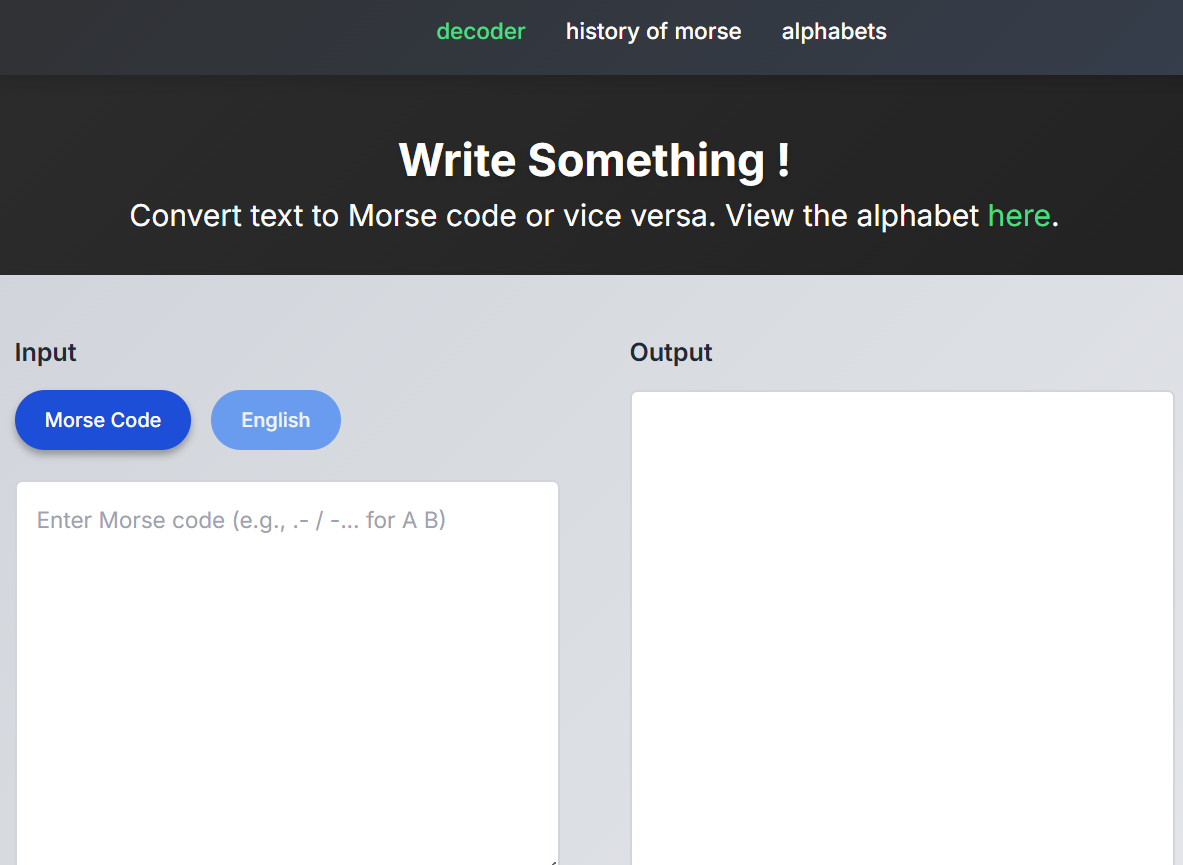 decoder history of morse alphabets
Write Something !
Convert text to Morse code or vice versa. View the alphabet here.
Input
Output
Morse Code English
Enter Morse code (e.g., .- / -... for A B)